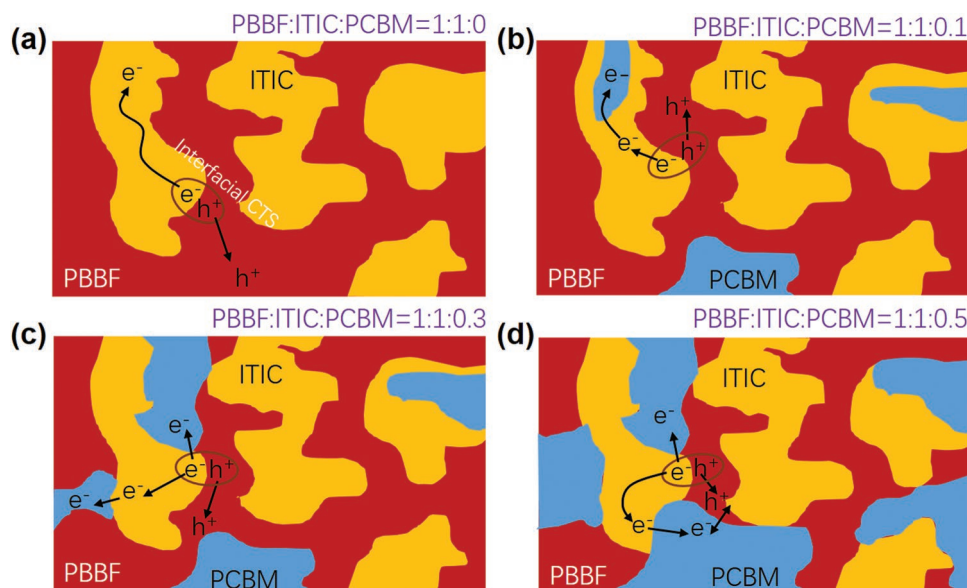 (a) PBBF:ITIC:PCBM=1:1:0
e⁻
ITIC
Interfacial CTS
e⁻
h⁺
PBBF
h⁺
(b) PBBF:ITIC:PCBM=1:1:0.1
e⁻
ITIC
h⁺
e⁻
e⁻ h⁺
PBBF
PCBM
(c) PBBF:ITIC:PCBM=1:1:0.3
ITIC
e⁻
e⁻ h⁺
e⁻
e⁻
h⁺
PBBF
PCBM
(d) PBBF:ITIC:PCBM=1:1:0.5
ITIC
e⁻
e⁻ h⁺
h⁺
e⁻
e⁻
PBBF
PCBM